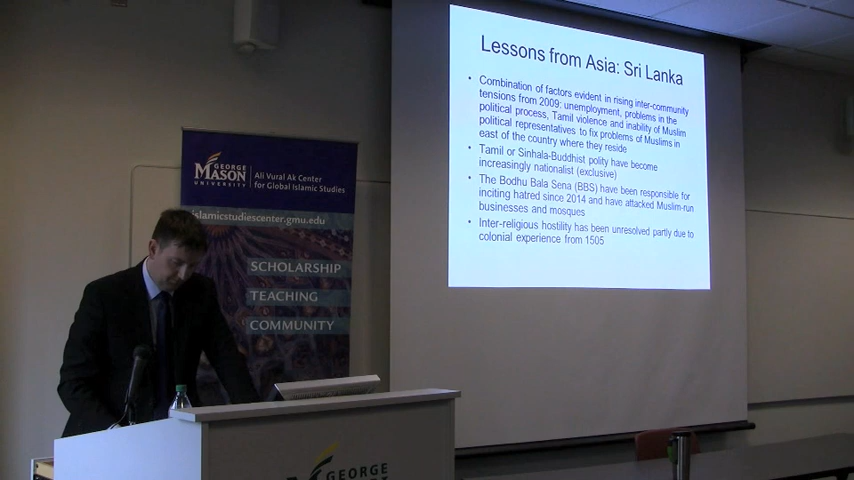 Lessons from Asia: Sri Lanka
• Combination of factors evident in rising inter-community
tensions from 2009: unemployment, problems in the
political process, Tamil violence and inability of Muslim
political representatives to fix problems of Muslims in
east of the country where they reside
• Tamil or Sinhala-Buddhist polity have become
increasingly nationalist (exclusive)
• The Bodhu Bala Sena (BBS) have been responsible for
inciting hatred since 2014 and have attacked Muslim-run
businesses and mosques
• Inter-religious hostility has been unresolved partly due to
colonial experience from 1505
GEORGE
MASON
UNIVERSITY
Ali Vural Ak Center
for Global Islamic Studies
islamicstudiescenter.gmu.edu
SCHOLARSHIP
TEACHING
COMMUNITY
GEORGE